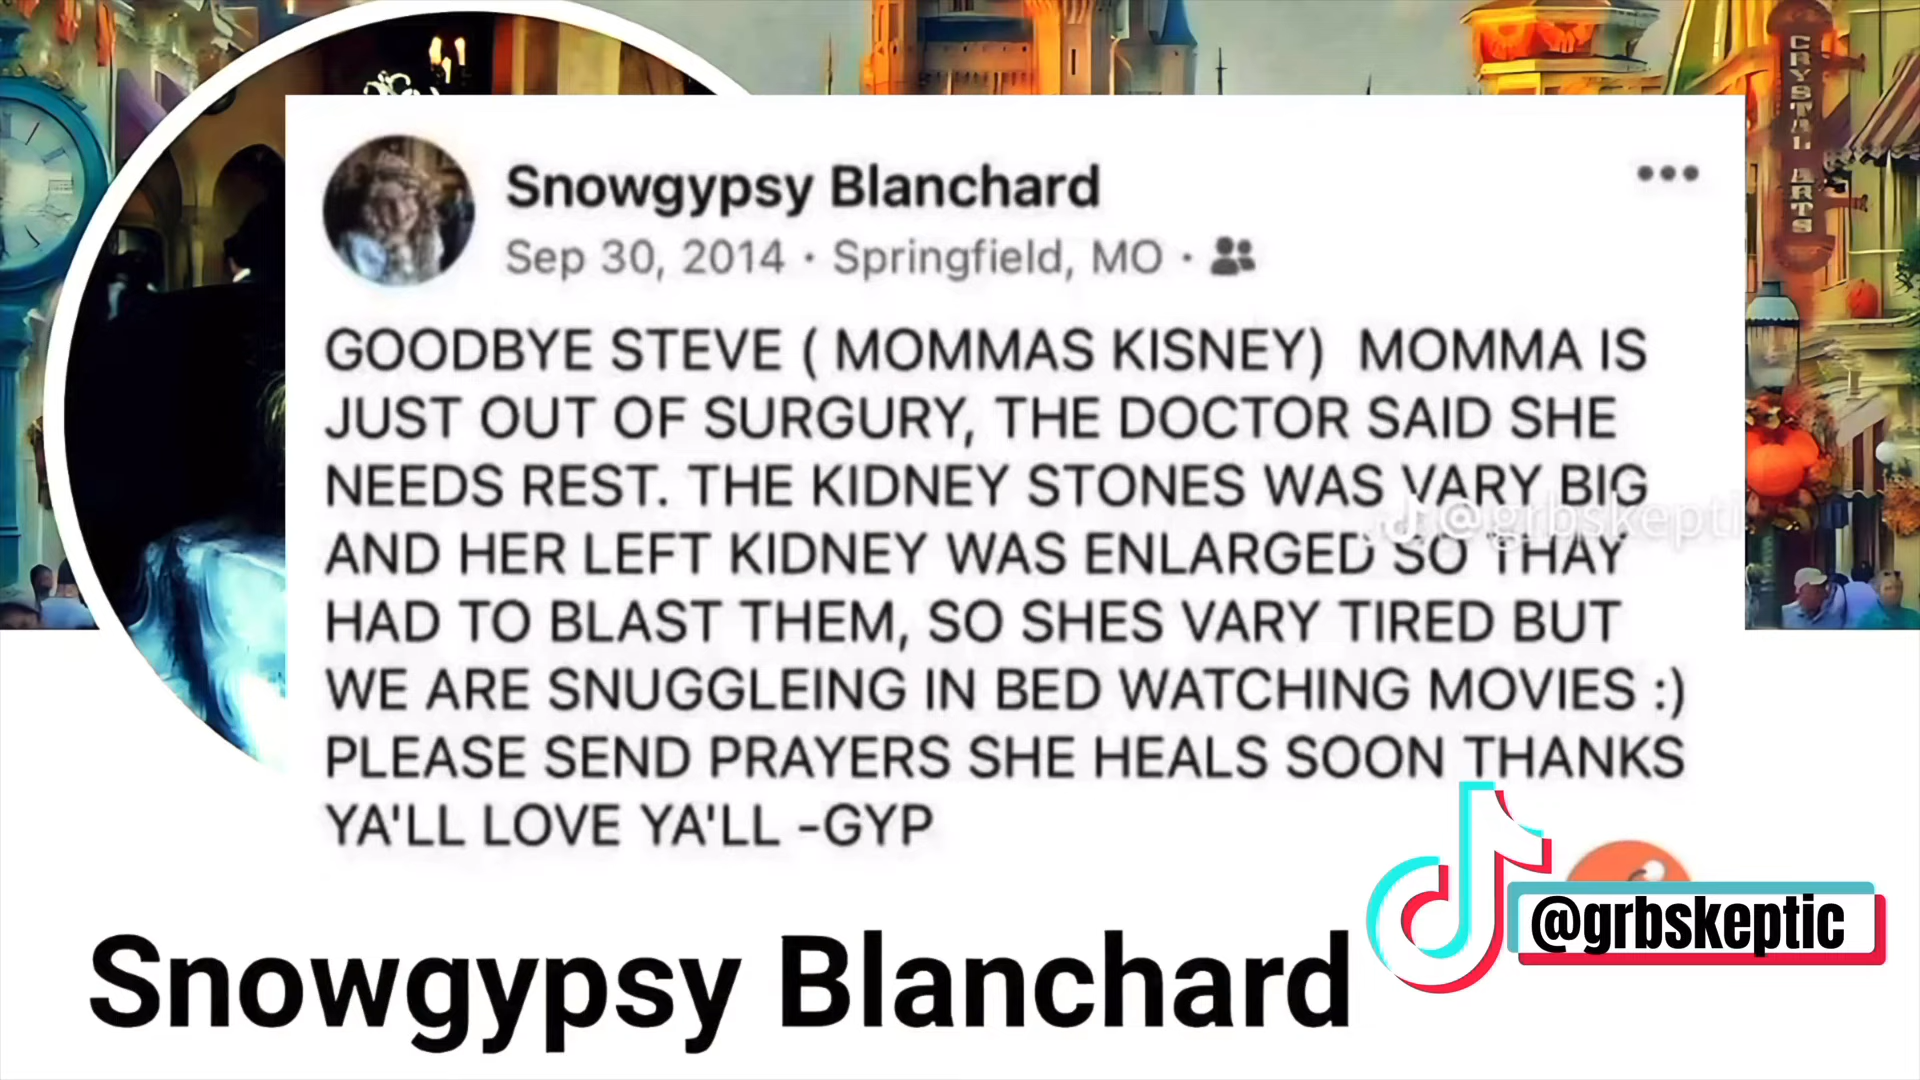 CRYSTAL ARTS
Snowgypsy Blanchard
Sep 30, 2014 · Springfield, MO ·
GOODBYE STEVE ( MOMMAS KISNEY) MOMMA IS
JUST OUT OF SURGURY, THE DOCTOR SAID SHE
NEEDS REST. THE KIDNEY STONES WAS VARY BIG
@grbskepti
AND HER LEFT KIDNEY WAS ENLARGED SO THAY
HAD TO BLAST THEM, SO SHES VARY TIRED BUT
WE ARE SNUGGLEING IN BED WATCHING MOVIES :)
PLEASE SEND PRAYERS SHE HEALS SOON THANKS
YA'LL LOVE YA'LL -GYP
@grbskeptic
Snowgypsy Blanchard